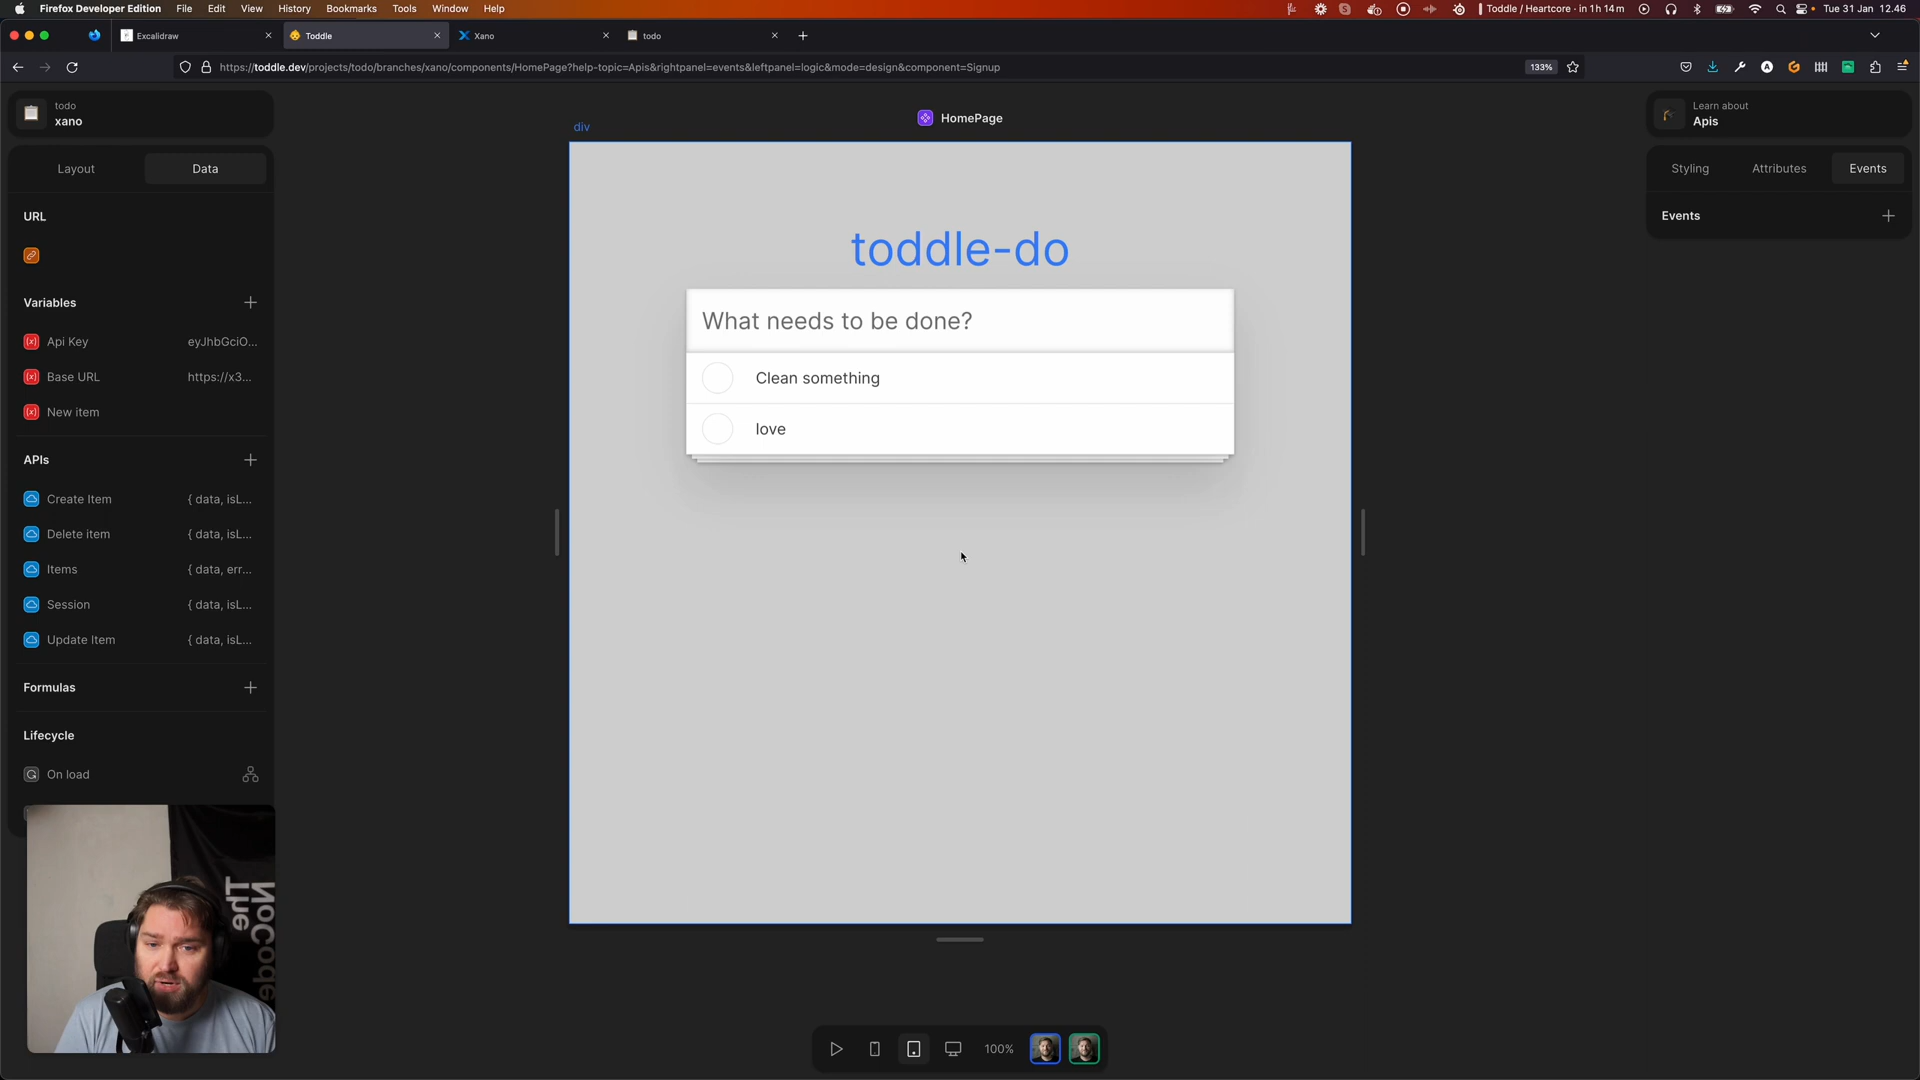 Firefox Developer Edition File Edit View History Bookmarks Tools Window Help
Toddle / Heartcore · in 1 h 14 m
Tue 31 Jan 12.46
Excalidraw
Toddle
Xano
todo
https://toddle.dev/projects/todo/branches/xano/components/HomePage?help-topic=Apis&rightpanel=events&leftpanel=logic&mode=design&component=Signup
133%
todo
xano
Layout
Data
URL
Variables
Api Key eyJhbGciO...
Base URL https://x3...
New item
APIs
Create Item { data, isL...
Delete item { data, isL...
Items { data, err...
Session { data, isL...
Update Item { data, isL...
Formulas
Lifecycle
On load
The
NoCode
div
HomePage
toddle-do
What needs to be done?
Clean something
love
100%
Learn about
Apis
Styling
Attributes
Events
Events